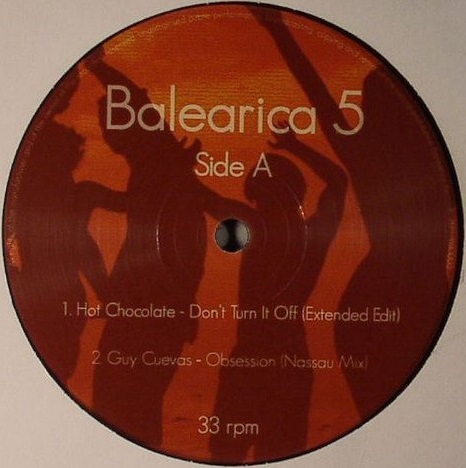 Balearica 5
Side A
1. Hot Chocolate - Don't Turn It Off (Extended Edit)
2 Guy Cuevas - Obsession (Nassau Mix)
33 rpm